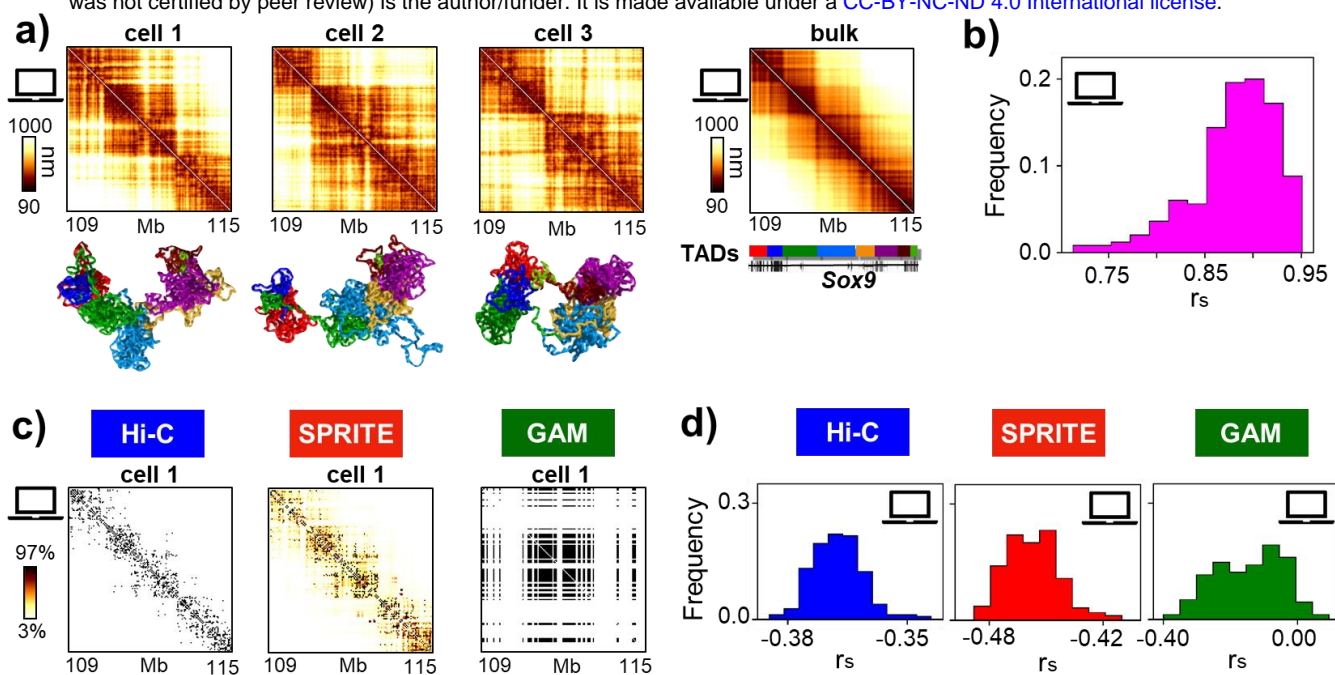 was not certified by peer review) is the author/funder. It is made available under a CC-BY-NC-ND 4.0 International license.
a)
cell 1
cell 2
cell 3
bulk
1000
nm
90
109 Mb 115
109 Mb 115
109 Mb 115
1000
nm
90
109 Mb 115
TADs
Sox9
b)
Frequency
0.2
0.1
0.0
0.75 0.85 0.95
rs
c)
Hi-C
SPRITE
GAM
cell 1
cell 1
cell 1
97%
3%
109 Mb 115
109 Mb 115
109 Mb 115
d)
Hi-C
SPRITE
GAM
Frequency
0.3
0.0
-0.38 -0.35
rs
-0.48 -0.42
rs
-0.40 0.00
rs